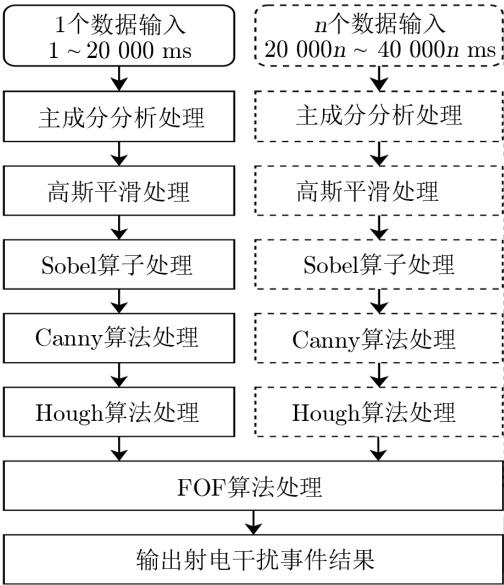 1个数据输入
1 ~ 20 000 ms
主成分分析处理
高斯平滑处理
Sobel算子处理
Canny算法处理
Hough算法处理
n个数据输入
20 000n ~ 40 000n ms
主成分分析处理
高斯平滑处理
Sobel算子处理
Canny算法处理
Hough算法处理
FOF算法处理
输出射电干扰事件结果